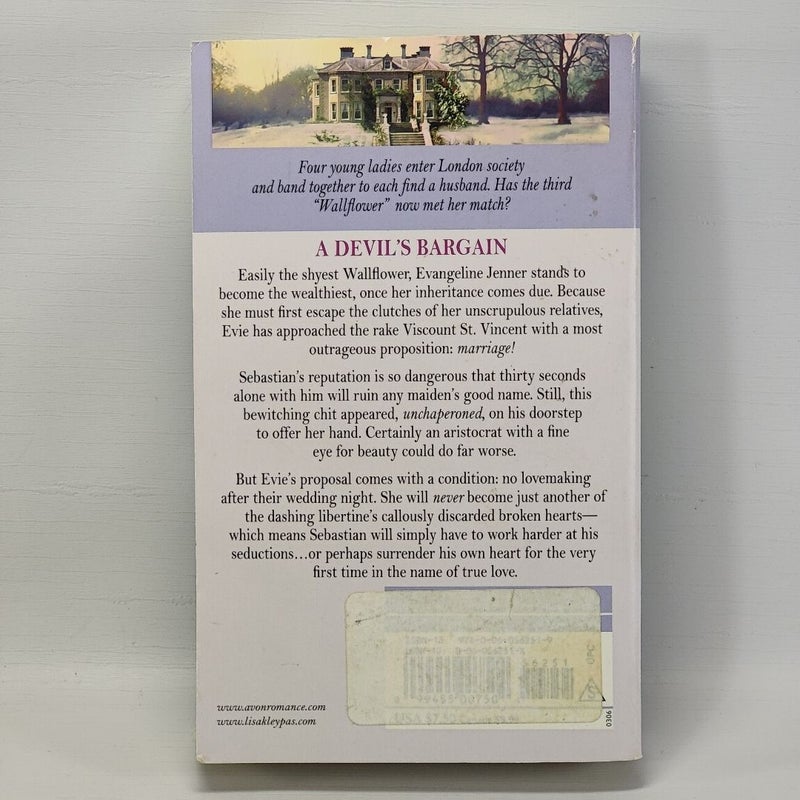 Four young ladies enter London society
and band together to each find a husband. Has the third
“Wallflower” now met her match?
A DEVIL’S BARGAIN
Easily the shyest Wallflower, Evangeline Jenner stands to
become the wealthiest, once her inheritance comes due. Because
she must first escape the clutches of her unscrupulous relatives,
Evie has approached the rake Viscount St. Vincent with a most
outrageous proposition: marriage!
Sebastian’s reputation is so dangerous that thirty seconds
alone with him will ruin any maiden’s good name. Still, this
bewitching chit appeared, unchaperoned, on his doorstep
to offer her hand. Certainly an aristocrat with a fine
eye for beauty could do far worse.
But Evie’s proposal comes with a condition: no lovemaking
after their wedding night. She will never become just another of
the dashing libertine’s callously discarded broken hearts—
which means Sebastian will simply have to work harder at his
seductions…or perhaps surrender his own heart for the very
first time in the name of true love.
56251
UPC
S
USA $7.50
0306
www.avonromance.com
www.lisakleypas.com